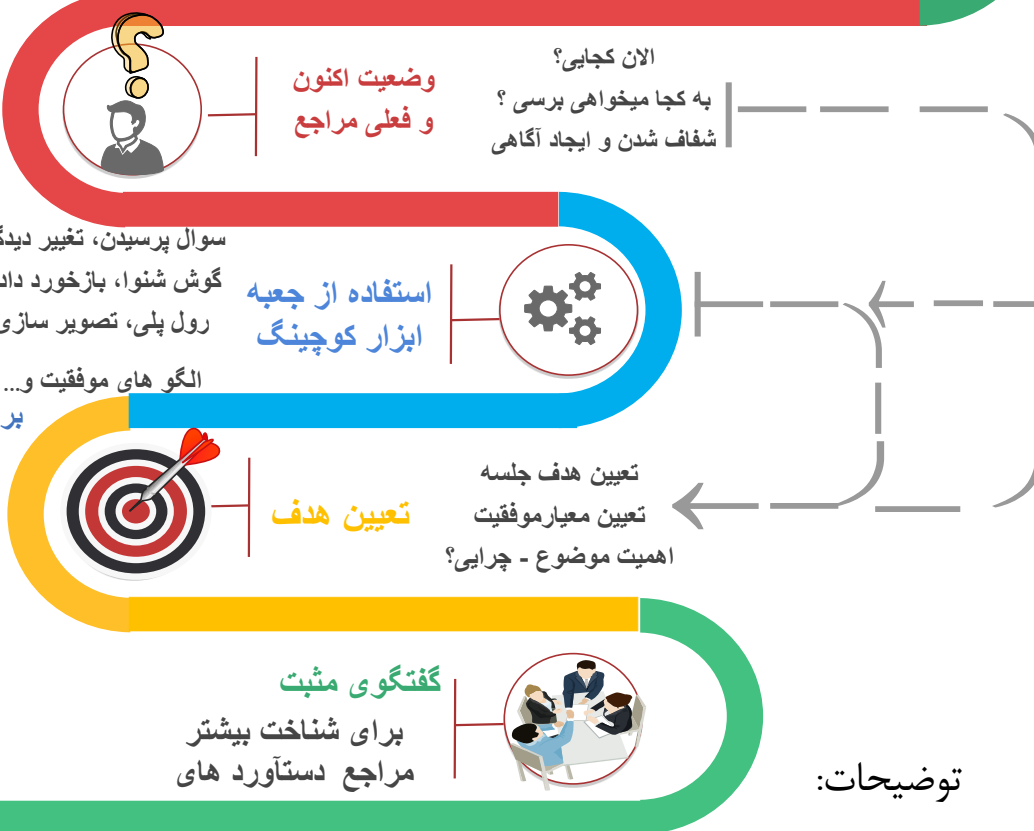 الان کجایی؟
به کجا میخواهی برسی ؟
شفاف شدن و ایجاد آگاهی
وضعیت اکنون
و فعلی مراجع
استفاده از جعبه
ابزار کوچینگ
سوال پرسیدن، تغییر
گوش شنوا، بازخورد
رول پلی، تصویر سازی
الگو های موفقیت و...
تعیین هدف جلسه
تعیین معیارموفقیت
اهمیت موضوع - چرایی؟
تعیین هدف
گفتگوی مثبت
برای شناخت بیشتر
مراجع دستآورد های
توضیحات: